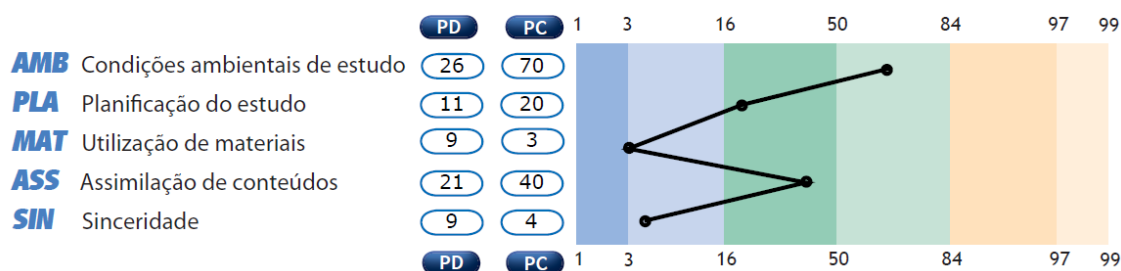 PD PC 1 3 16 50 84 97 99
AMB Condições ambientais de estudo 26 70
PLA Planificação do estudo 11 20
MAT Utilização de materiais 9 3
ASS Assimilação de conteúdos 21 40
SIN Sinceridade 9 4
PD PC 1 3 16 50 84 97 99